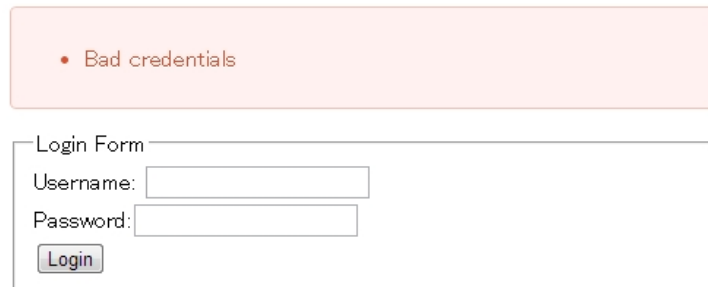 Bad credentials
Login Form
Username:
Password:
Login